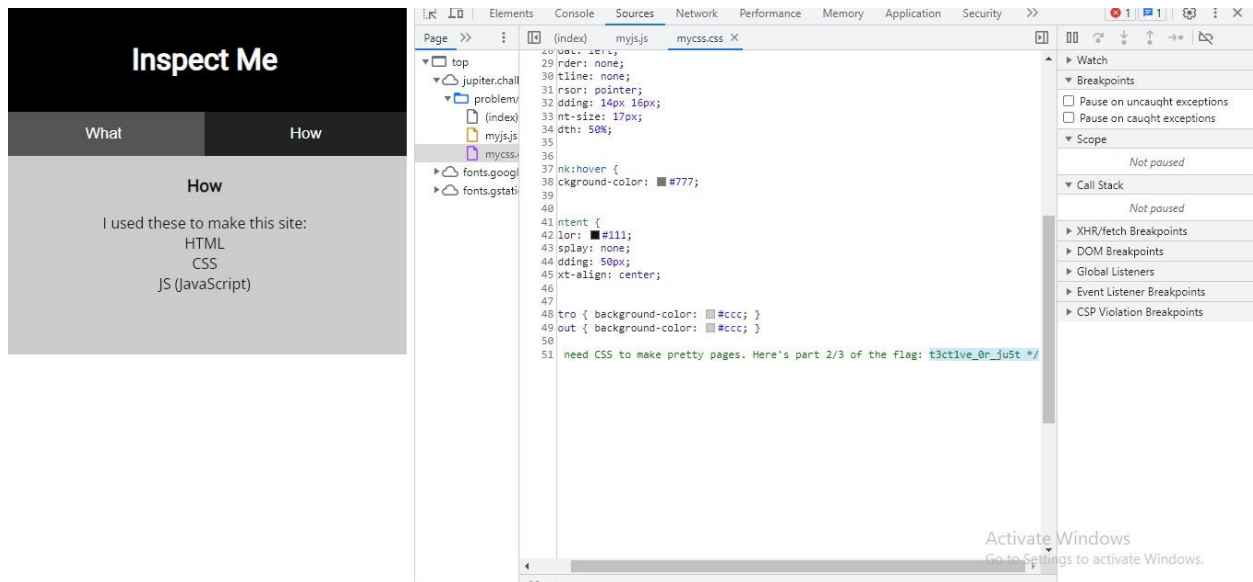 Inspect Me
What
How
How
I used these to make this site:
HTML
CSS
JS (JavaScript)
Elements Console Sources Network Performance Memory Application Security >> 1 1
Page >> (index) myjs.js mycss.css ×
top
jupiter.chall
problem/
(index)
myjs.js
mycss.
fonts.googl
fonts.gstati
28 oat: left;
29 rder: none;
30 tline: none;
31 rsor: pointer;
32 dding: 14px 16px;
33 nt-size: 17px;
34 dth: 50%;
35
36
37 nk:hover {
38 ckground-color: #777;
39
40
41 ntent {
42 lor: #111;
43 splay: none;
44 dding: 50px;
45 xt-align: center;
46
47
48 tro { background-color: #ccc; }
49 out { background-color: #ccc; }
50
51 need CSS to make pretty pages. Here's part 2/3 of the flag: t3ct1ve_0r_ju5t */
Watch
Breakpoints
Pause on uncaught exceptions
Pause on caught exceptions
Scope
Not paused
Call Stack
Not paused
XHR/fetch Breakpoints
DOM Breakpoints
Global Listeners
Event Listener Breakpoints
CSP Violation Breakpoints
Activate Windows
Go to Settings to activate Windows.